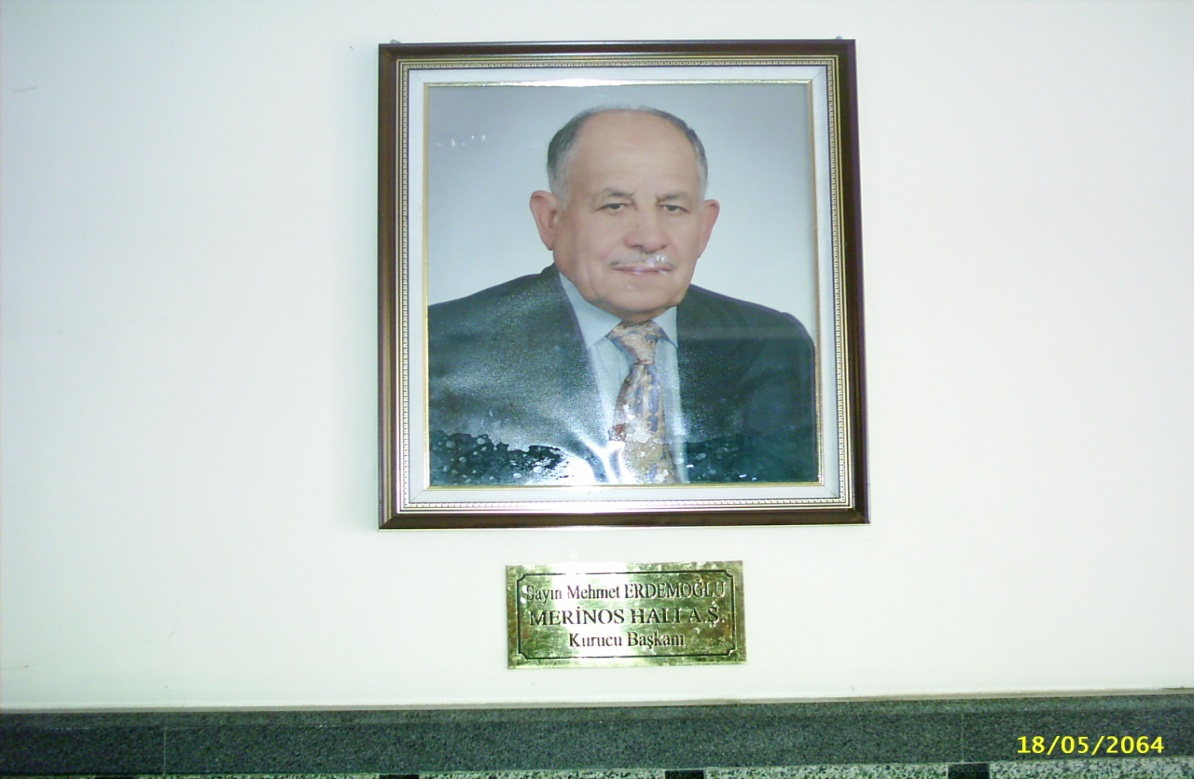 Sayın Mehmet ERDEMOĞLU
MERİNOS HALI A.Ş.
Kurucu Başkanı
18/05/2064